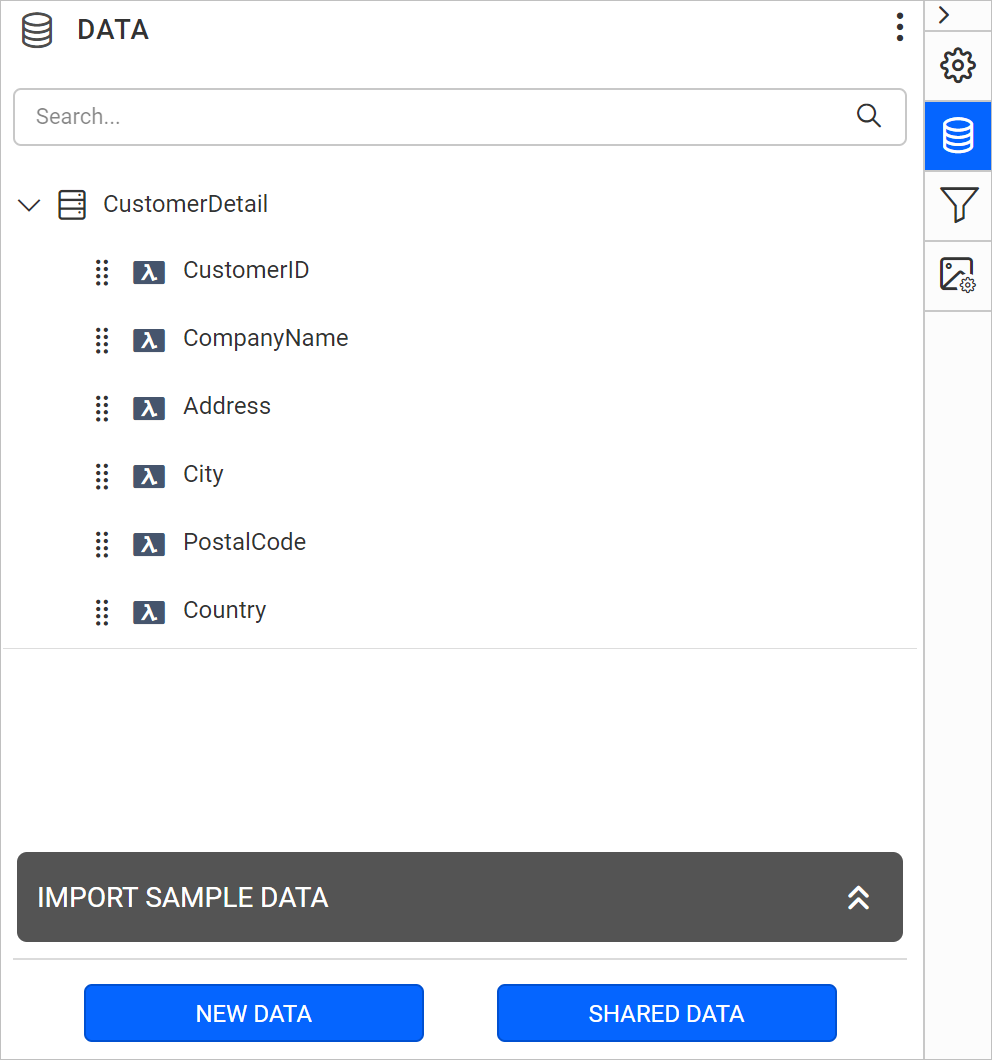 DATA
Search...
CustomerDetail
CustomerID
CompanyName
Address
City
PostalCode
Country
IMPORT SAMPLE DATA
NEW DATA
SHARED DATA